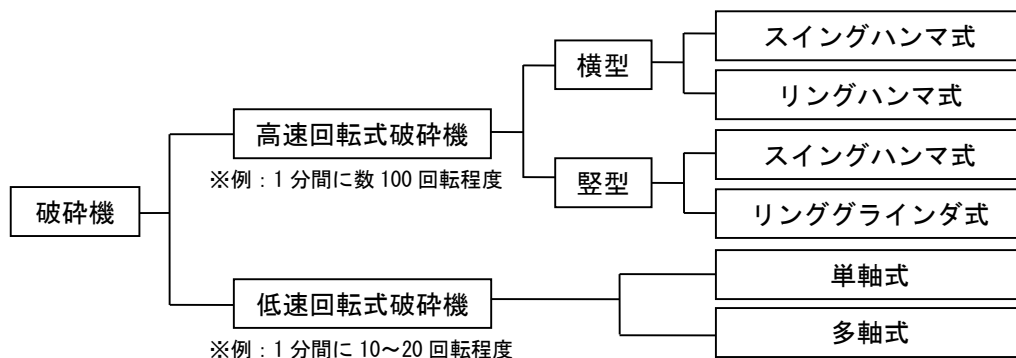 破砕機
高速回転式破砕機
※例：1分間に数100回転程度
横型
スイングハンマ式
リングハンマ式
竪型
スイングハンマ式
リンググラインダ式
低速回転式破砕機
※例：1分間に10～20回転程度
単軸式
多軸式